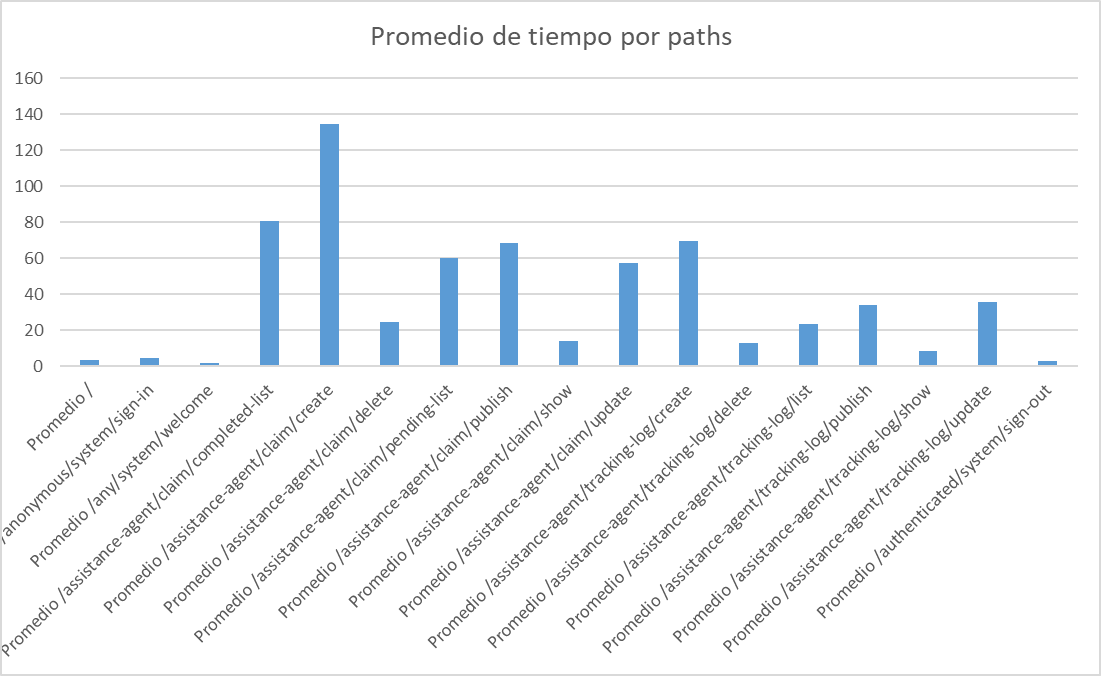 Promedio de tiempo por paths
160
140
120
100
80
60
40
20
0
Promedio /
/anonymous/system/sign-in
Promedio /any/system/welcome
Promedio /assistance-agent/claim/completed-list
Promedio /assistance-agent/claim/create
Promedio /assistance-agent/claim/delete
Promedio /assistance-agent/claim/pending-list
Promedio /assistance-agent/claim/publish
Promedio /assistance-agent/claim/show
Promedio /assistance-agent/claim/update
Promedio /assistance-agent/tracking-log/create
Promedio /assistance-agent/tracking-log/delete
Promedio /assistance-agent/tracking-log/list
Promedio /assistance-agent/tracking-log/publish
Promedio /assistance-agent/tracking-log/show
Promedio /assistance-agent/tracking-log/update
Promedio /authenticated/system/sign-out